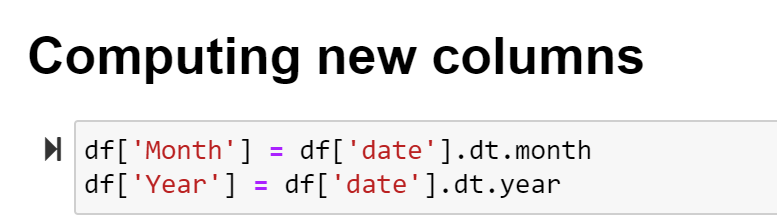 Computing new columns
df['Month'] = df['date'].dt.month
df['Year'] = df['date'].dt.year